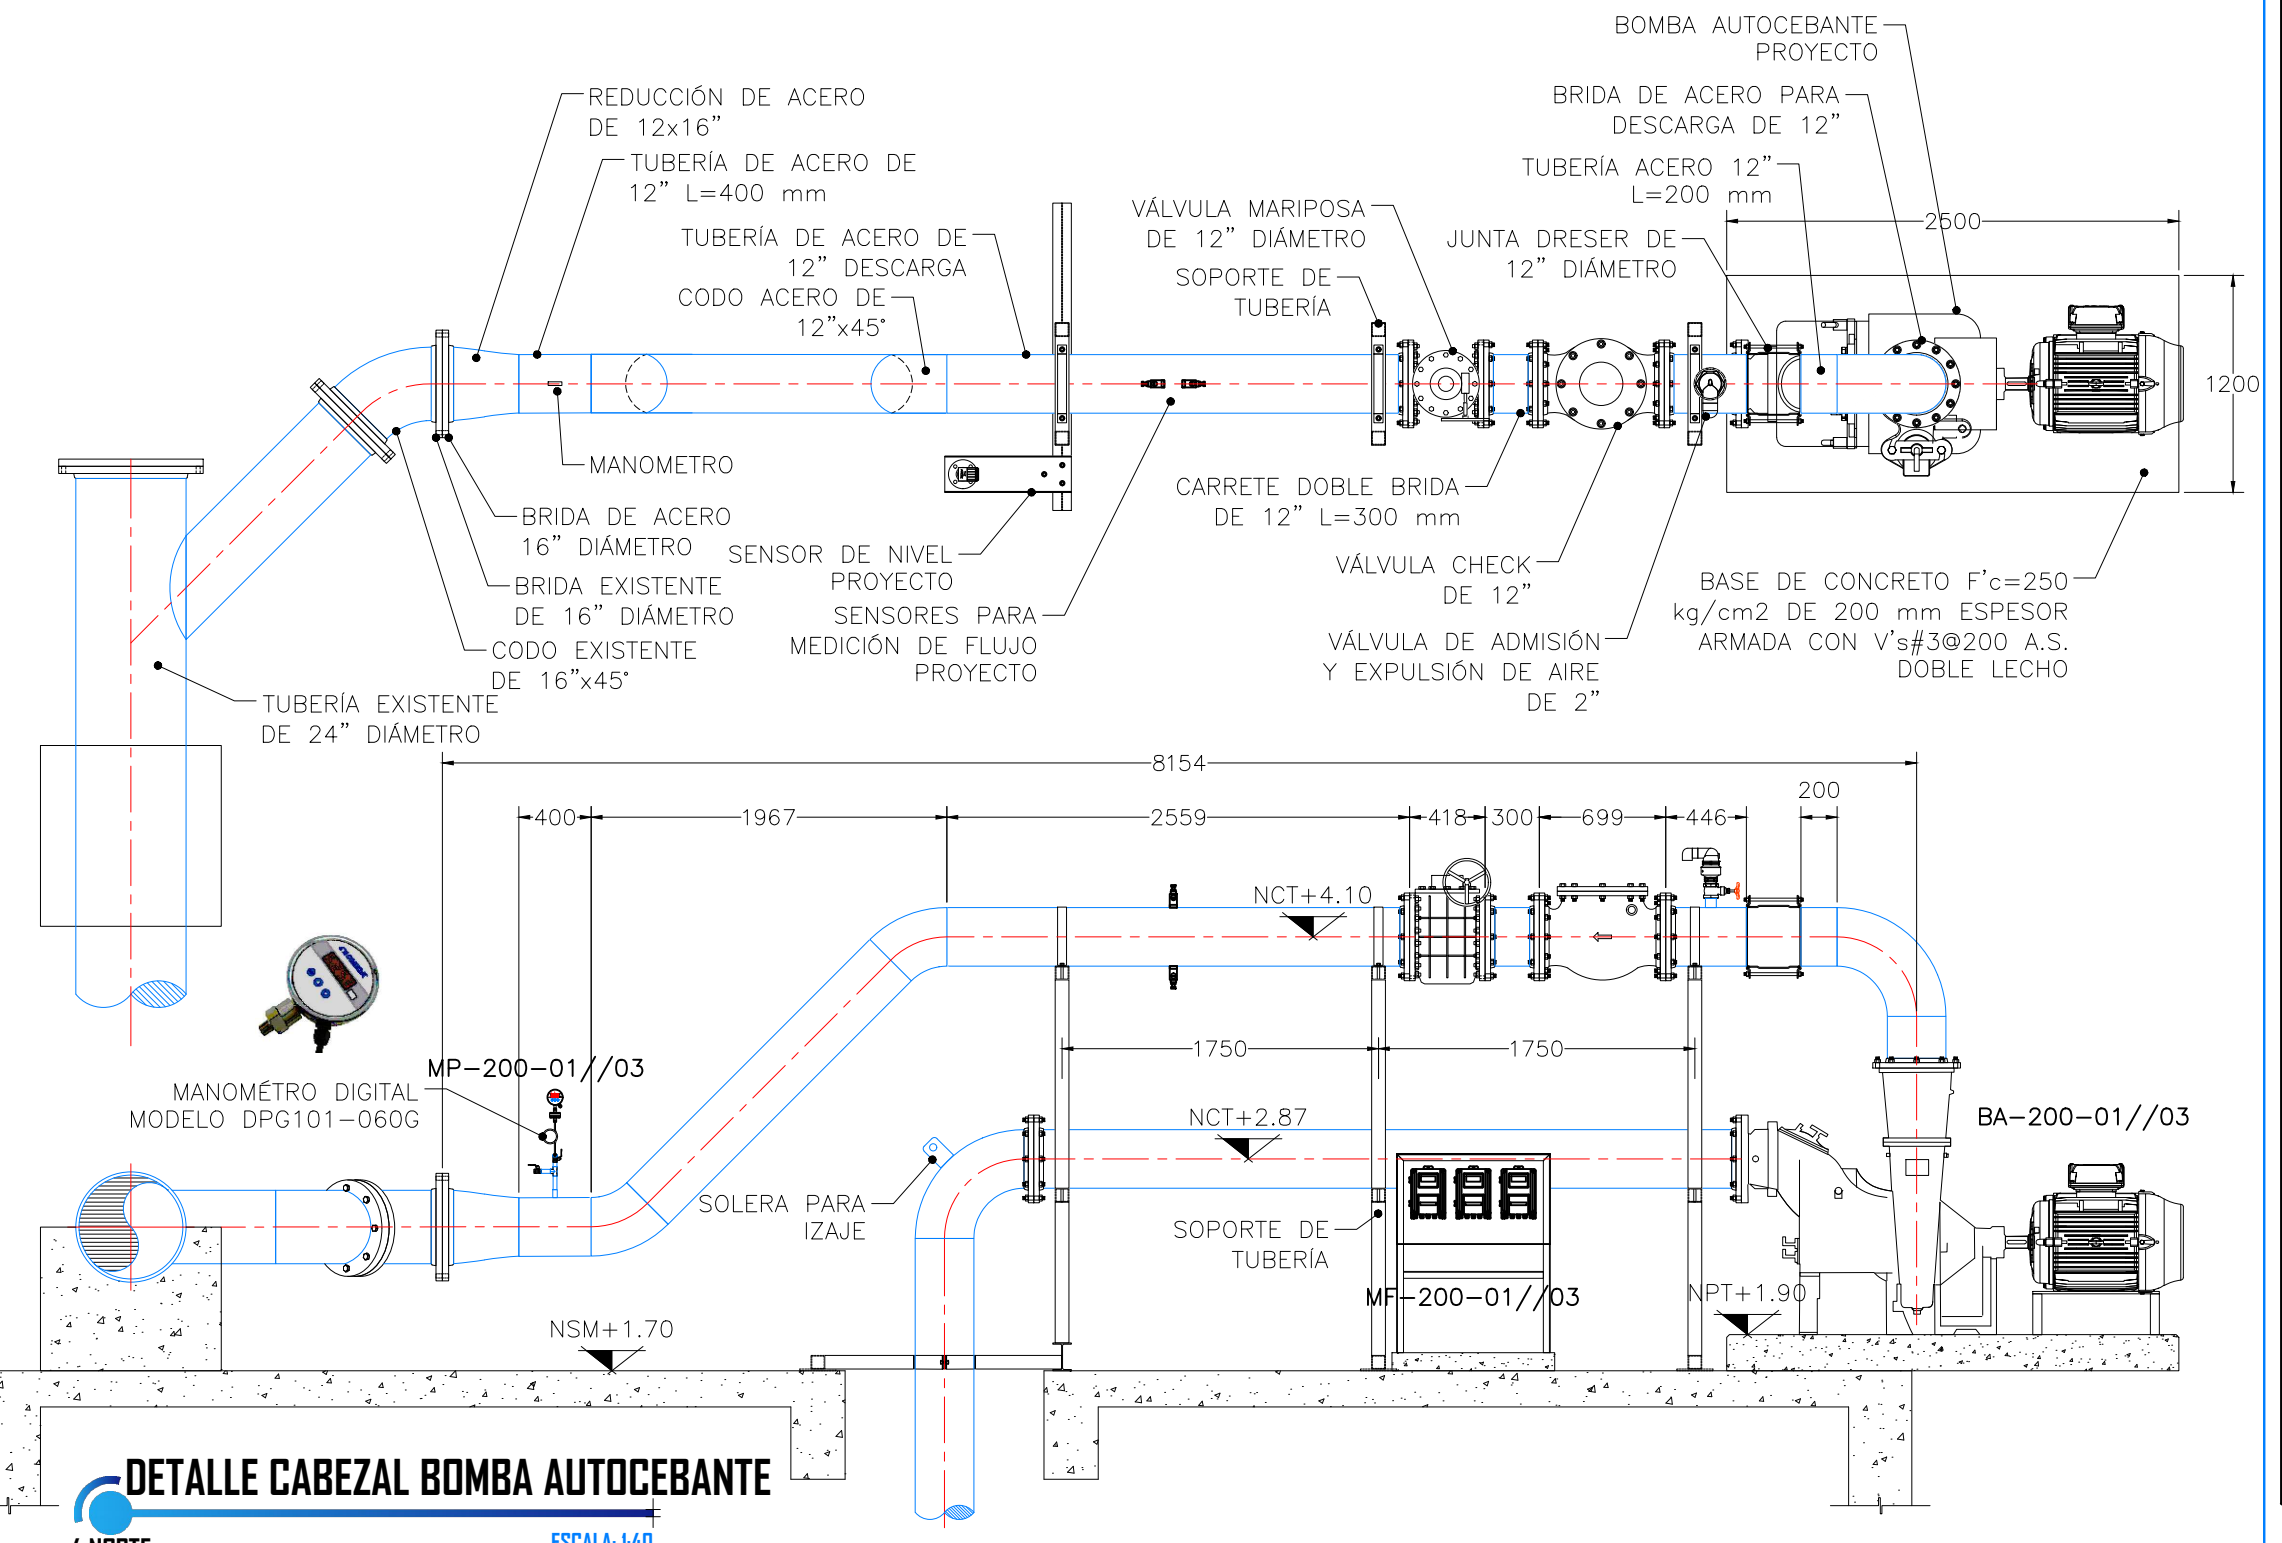 BOMBA AUTOCEBANTE
PROYECTO
REDUCCIÓN DE ACERO
DE 12x16”
BRIDA DE ACERO PARA
DESCARGA DE 12”
TUBERÍA DE ACERO DE
12” L=400 mm
TUBERÍA ACERO 12”
L=200 mm
VÁLVULA MARIPOSA
DE 12” DIÁMETRO
2500
TUBERÍA DE ACERO DE
12” DESCARGA
JUNTA DRESER DE
12” DIÁMETRO
SOPORTE DE
TUBERÍA
CODO ACERO DE
12”x45°
1200
MANOMETRO
CARRETE DOBLE BRIDA
DE 12” L=300 mm
BRIDA DE ACERO
16” DIÁMETRO
SENSOR DE NIVEL
PROYECTO
VÁLVULA CHECK
DE 12”
BRIDA EXISTENTE
DE 16” DIÁMETRO
BASE DE CONCRETO F’c=250
kg/cm2 DE 200 mm ESPESOR
ARMADA CON V’s#3@200 A.S.
DOBLE LECHO
SENSORES PARA
MEDICIÓN DE FLUJO
PROYECTO
VÁLVULA DE ADMISIÓN
Y EXPULSIÓN DE AIRE
DE 2”
CODO EXISTENTE
DE 16”x45°
TUBERÍA EXISTENTE
DE 24” DIÁMETRO
8154
200
400
1967
2559
418
300
699
446
NCT+4.10
1750
1750
MP-200-01//03
MANOMÉTRO DIGITAL
MODELO DPG101-060G
NCT+2.87
BA-200-01//03
SOLERA PARA
IZAJE
SOPORTE DE
TUBERÍA
MF-200-01//03
NPT+1.90
NSM+1.70
DETALLE CABEZAL BOMBA AUTOCEBANTE
ESCALA: 1:40